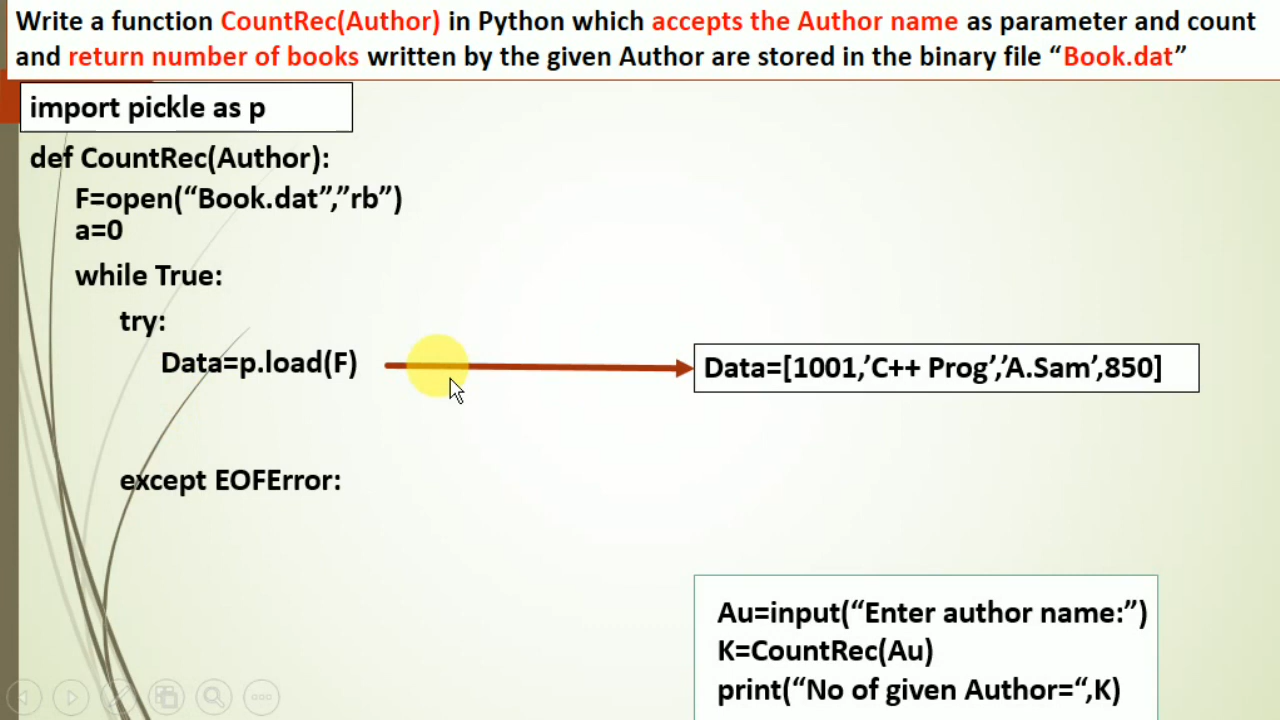 Write a function CountRec(Author) in Python which accepts the Author name as parameter and count
and return number of books written by the given Author are stored in the binary file “Book.dat”
import pickle as p
def CountRec(Author):
F=open(“Book.dat”,”rb”)
a=0
while True:
try:
Data=p.load(F)
Data=[1001,’C++ Prog’,’A.Sam’,850]
except EOFError:
Au=input(“Enter author name:”)
K=CountRec(Au)
print(“No of given Author=“,K)